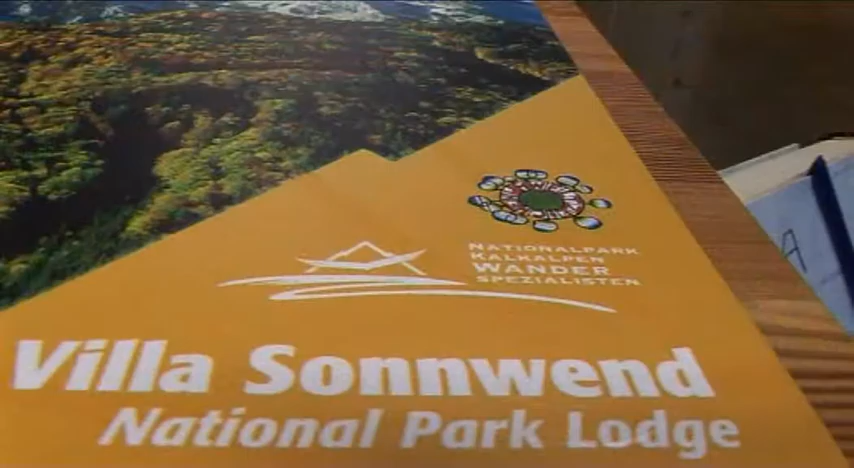 NATIONALPARK
KALKALPEN
WANDER
SPEZIALISTEN
Villa Sonnwend
National Park Lodge